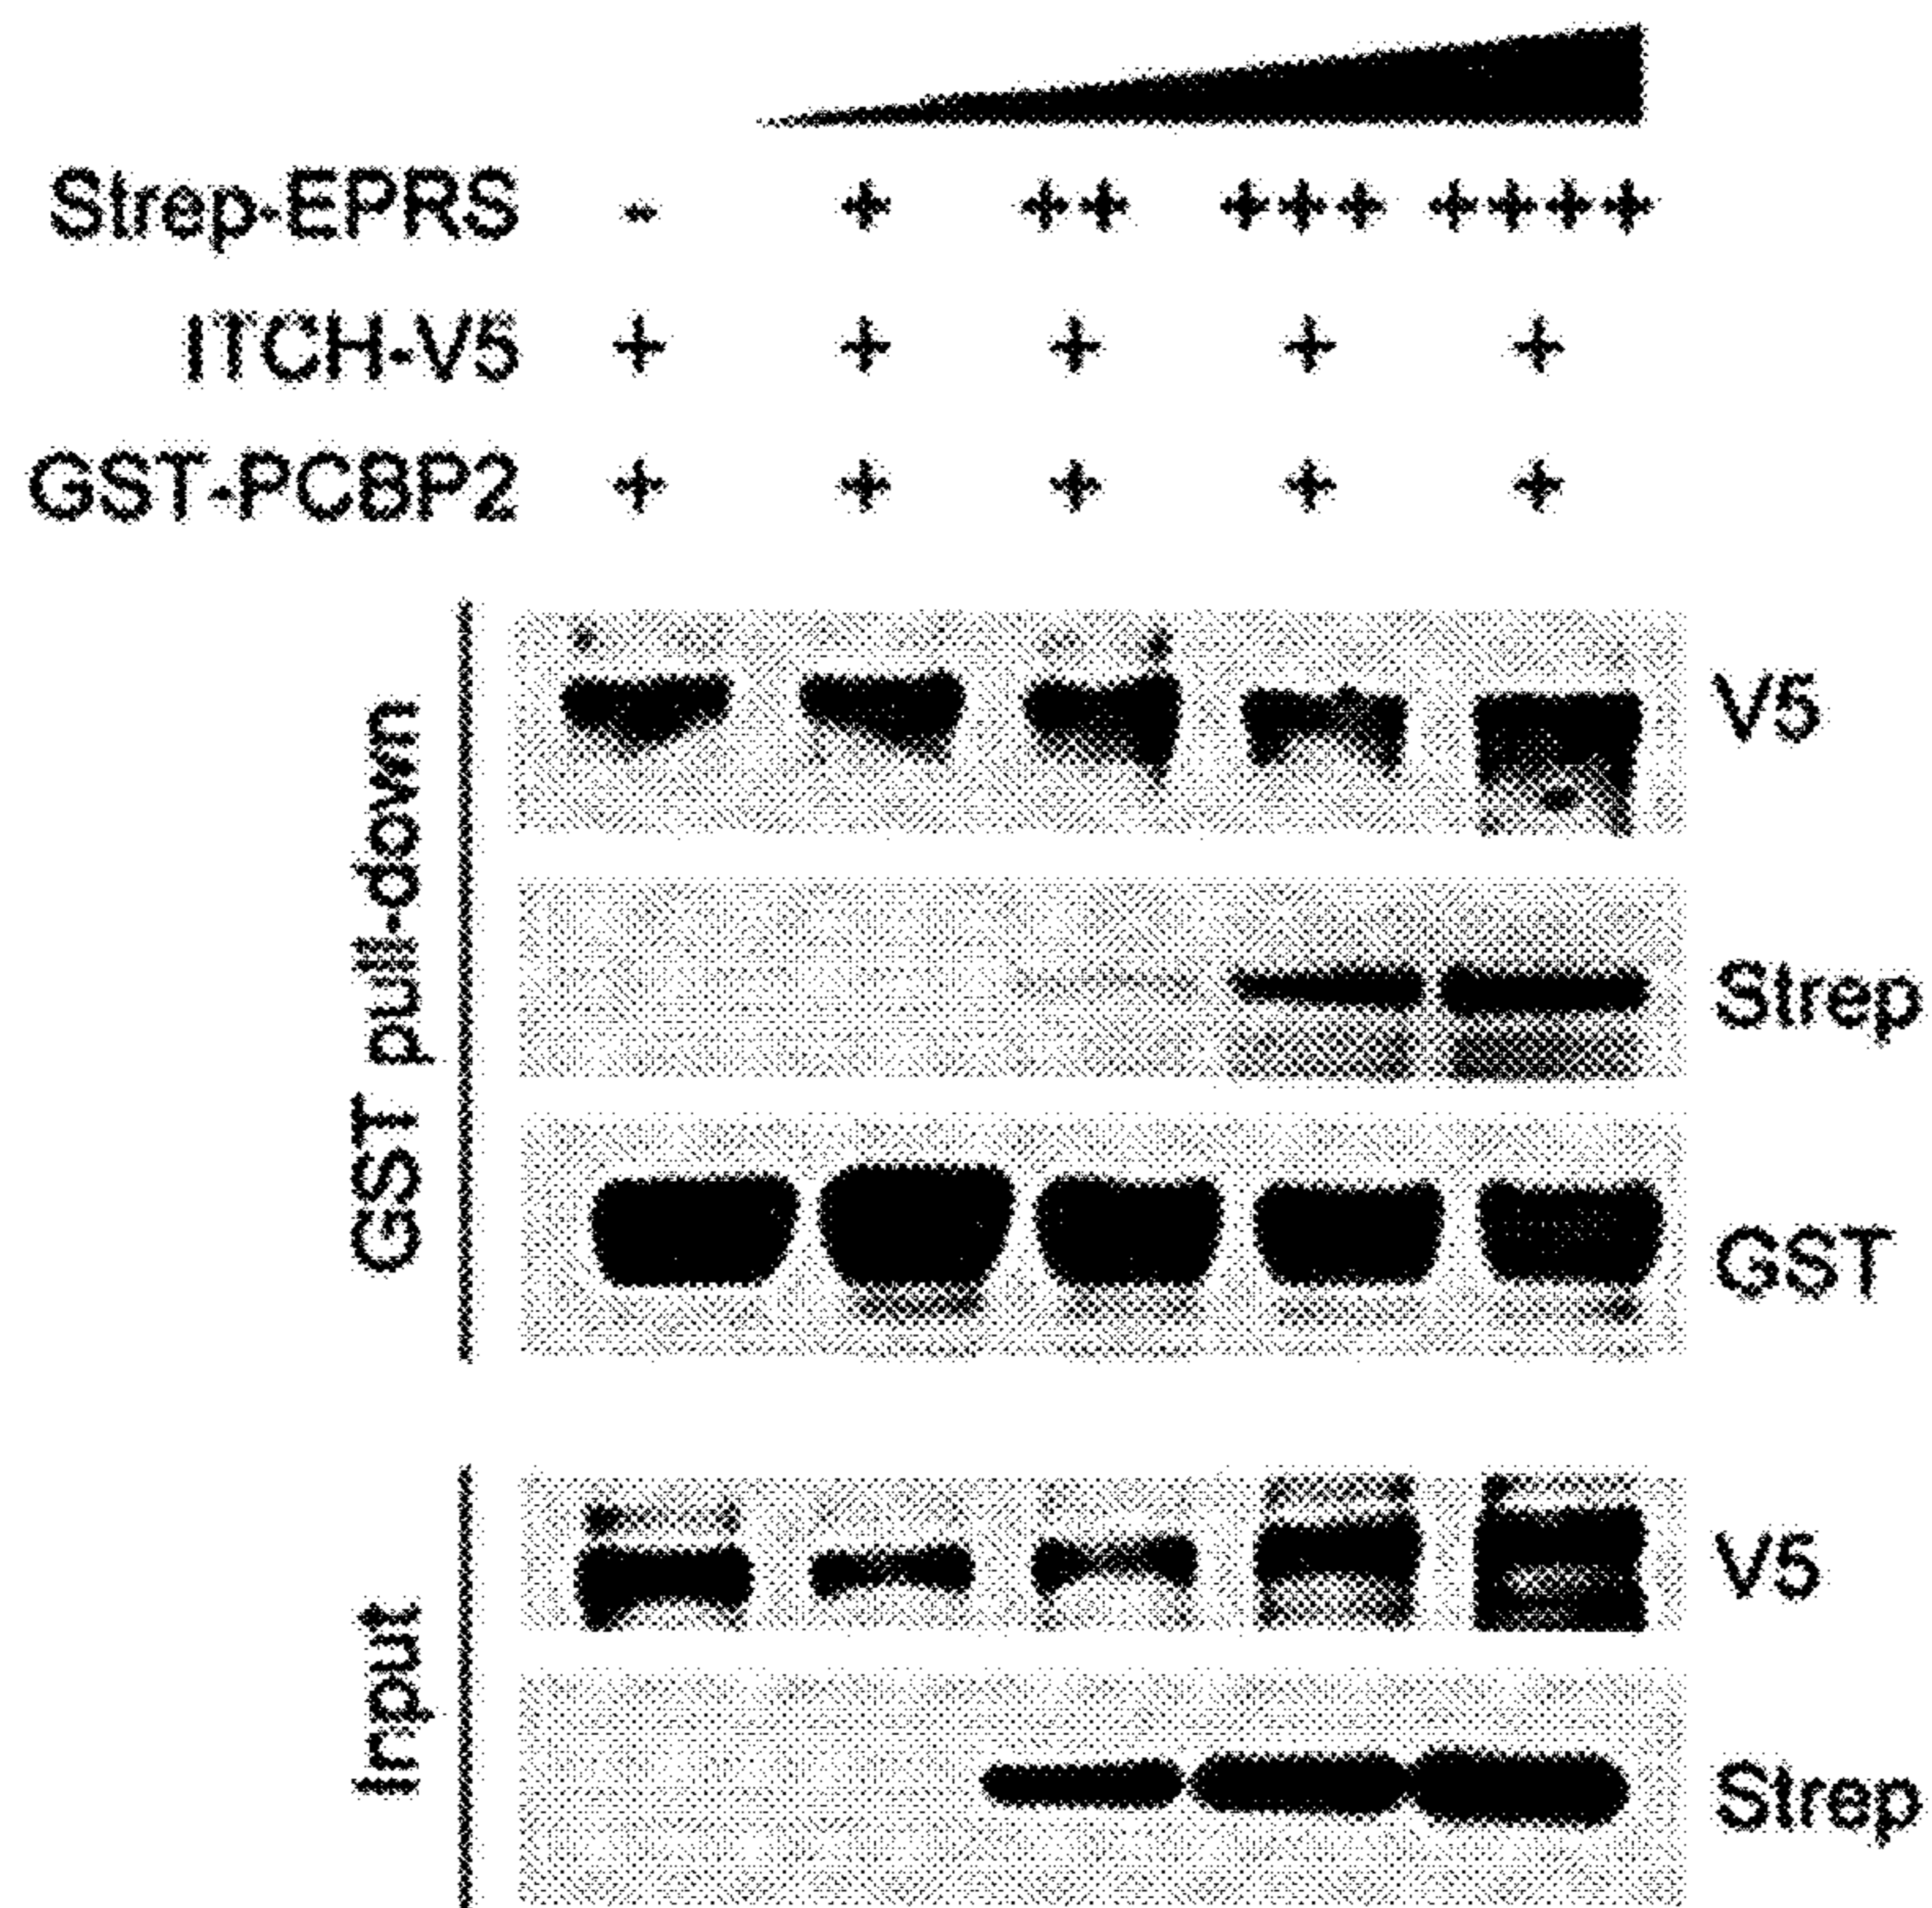 Strep-EPRS - + ++ +++ ++++
ITCH-V5 + + + + +
GST-PCBP2 + + + + +
GST pull-down
V5
Strep
GST
Input
V5
Strep